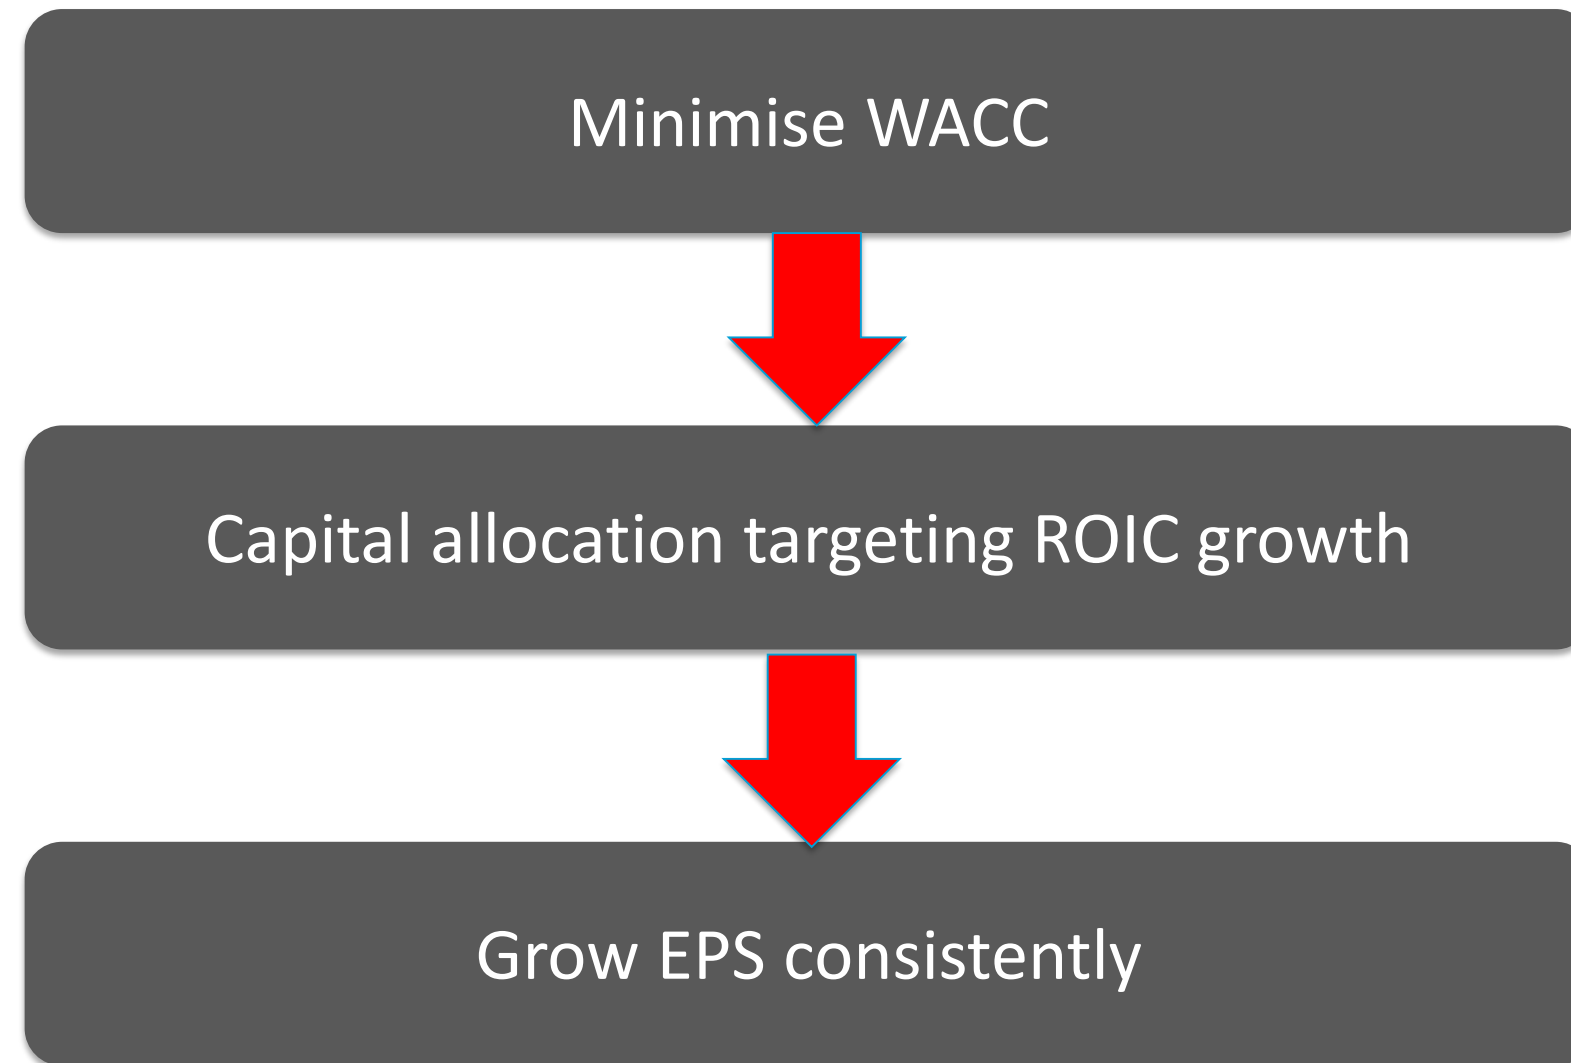 Minimise WACC
Capital allocation targeting ROIC growth
Grow EPS consistently